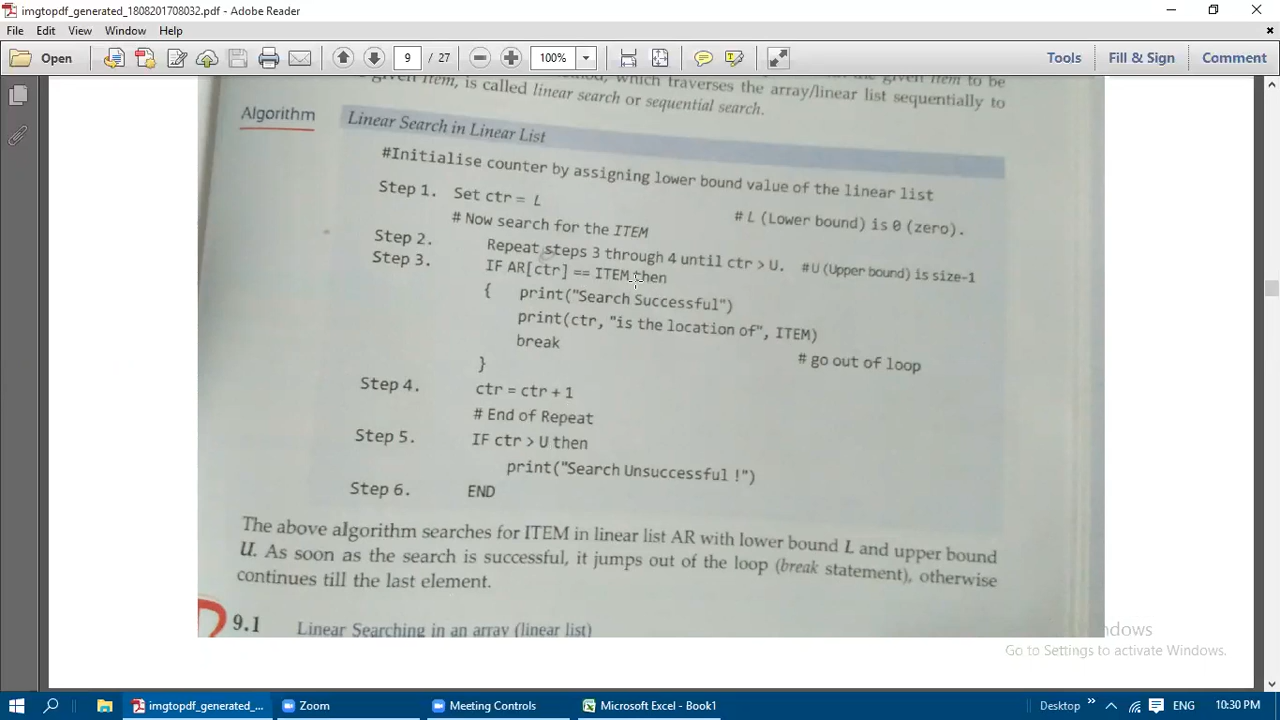 imgtopdf_generated_1808201708032.pdf - Adobe Reader
File Edit View Window Help
Open 9 / 27 100% Tools Fill & Sign Comment
which traverses the array/linear list sequentially to
given Item, is called linear search or sequential search.
Algorithm Linear Search in Linear List
#Initialise counter by assigning lower bound value of the linear list
Step 1. Set ctr = L # L (Lower bound) is 0 (zero).
# Now search for the ITEM
Step 2. Repeat steps 3 through 4 until ctr > U. # U (Upper bound) is size-1
Step 3. IF AR[ctr] == ITEM then
{ print("Search Successful")
print(ctr, "is the location of", ITEM)
break # go out of loop
}
Step 4. ctr = ctr + 1
# End of Repeat
Step 5. IF ctr > U then
print("Search Unsuccessful !")
Step 6. END
The above algorithm searches for ITEM in linear list AR with lower bound L and upper bound
U. As soon as the search is successful, it jumps out of the loop (break statement), otherwise
continues till the last element.
9.1 Linear Searching in an array (linear list)
Go to Settings to activate Windows.
imgtopdf_generated_... Zoom Meeting Controls Microsoft Excel - Book1 Desktop ENG 10:30 PM